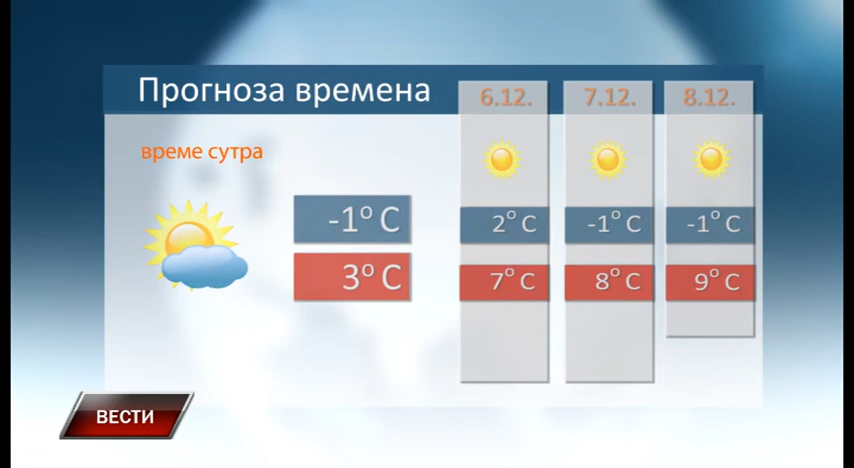 Прогноза времена
време сутра
-1° C
3° C
6.12.
2° C
7° C
7.12.
-1° C
8° C
8.12.
-1° C
9° C
ВЕСТИ